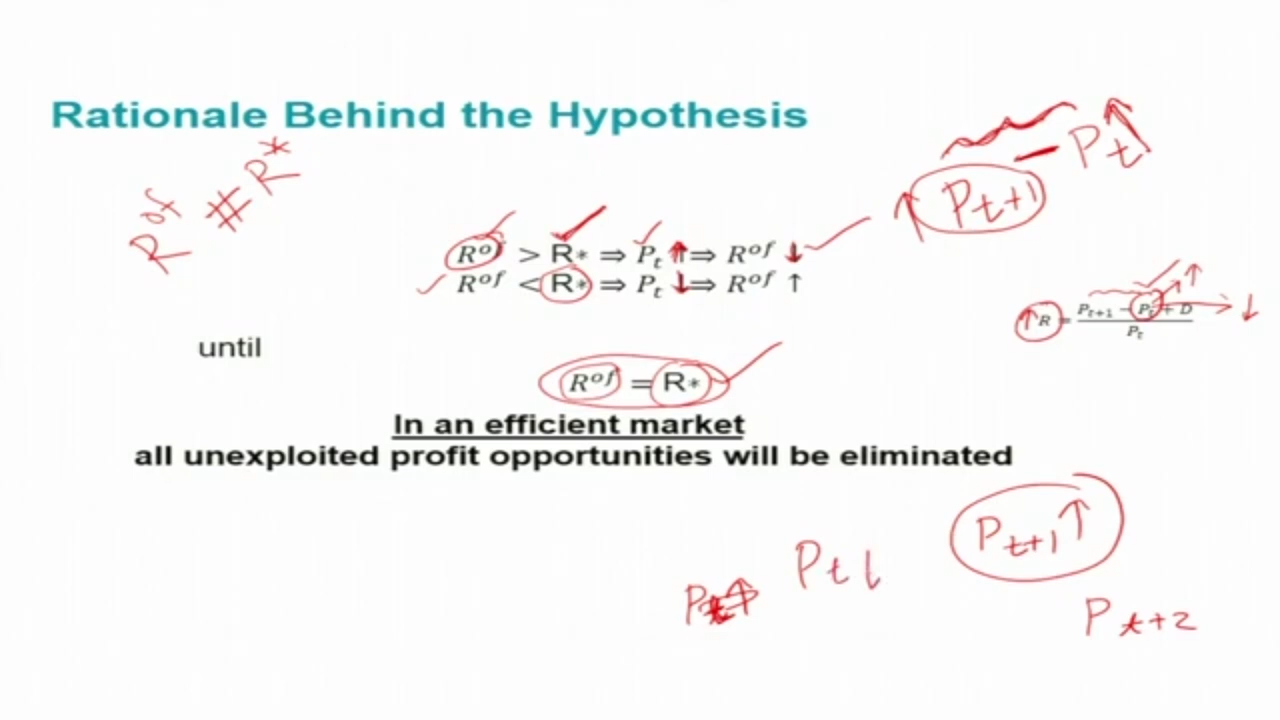 Rationale Behind the Hypothesis
R^of # R*
P_t+1 − P_t ↑
↑
R^of > R* ⇒ P_t ↑ ⇒ R^of ↓
R^of < R* ⇒ P_t ↓ ⇒ R^of ↑
↑ R = (P_t+1 − P_t + D) / P_t
↑ ↓
until
R^of = R*
In an efficient market
all unexploited profit opportunities will be eliminated
P_t+1 ↑
P_t ↓
P_t+2